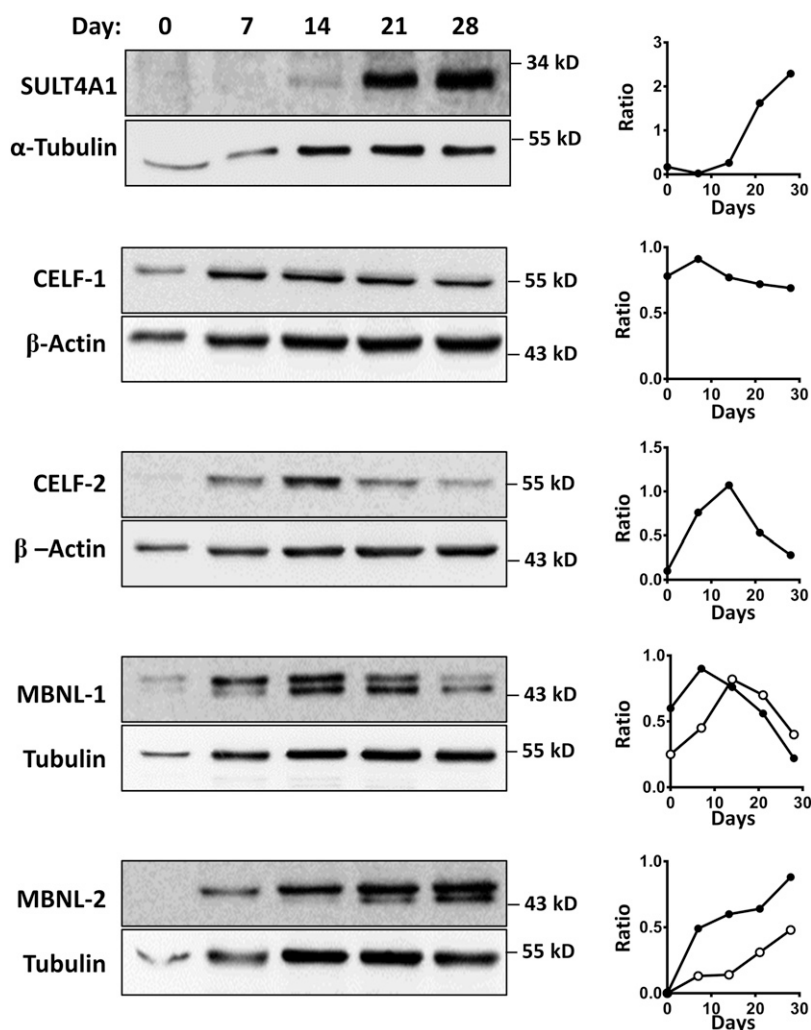 Day: 0 7 14 21 28
SULT4A1
34 kD
α-Tubulin
55 kD
Ratio
3
2
1
0
0 10 20 30
Days
CELF-1
55 kD
β-Actin
43 kD
Ratio
1.0
0.5
0.0
0 10 20 30
Days
CELF-2
55 kD
β –Actin
43 kD
Ratio
1.5
1.0
0.5
0.0
0 10 20 30
Days
MBNL-1
43 kD
Tubulin
55 kD
Ratio
1.0
0.5
0.0
0 10 20 30
Days
MBNL-2
43 kD
Tubulin
55 kD
Ratio
1.0
0.5
0.0
0 10 20 30
Days